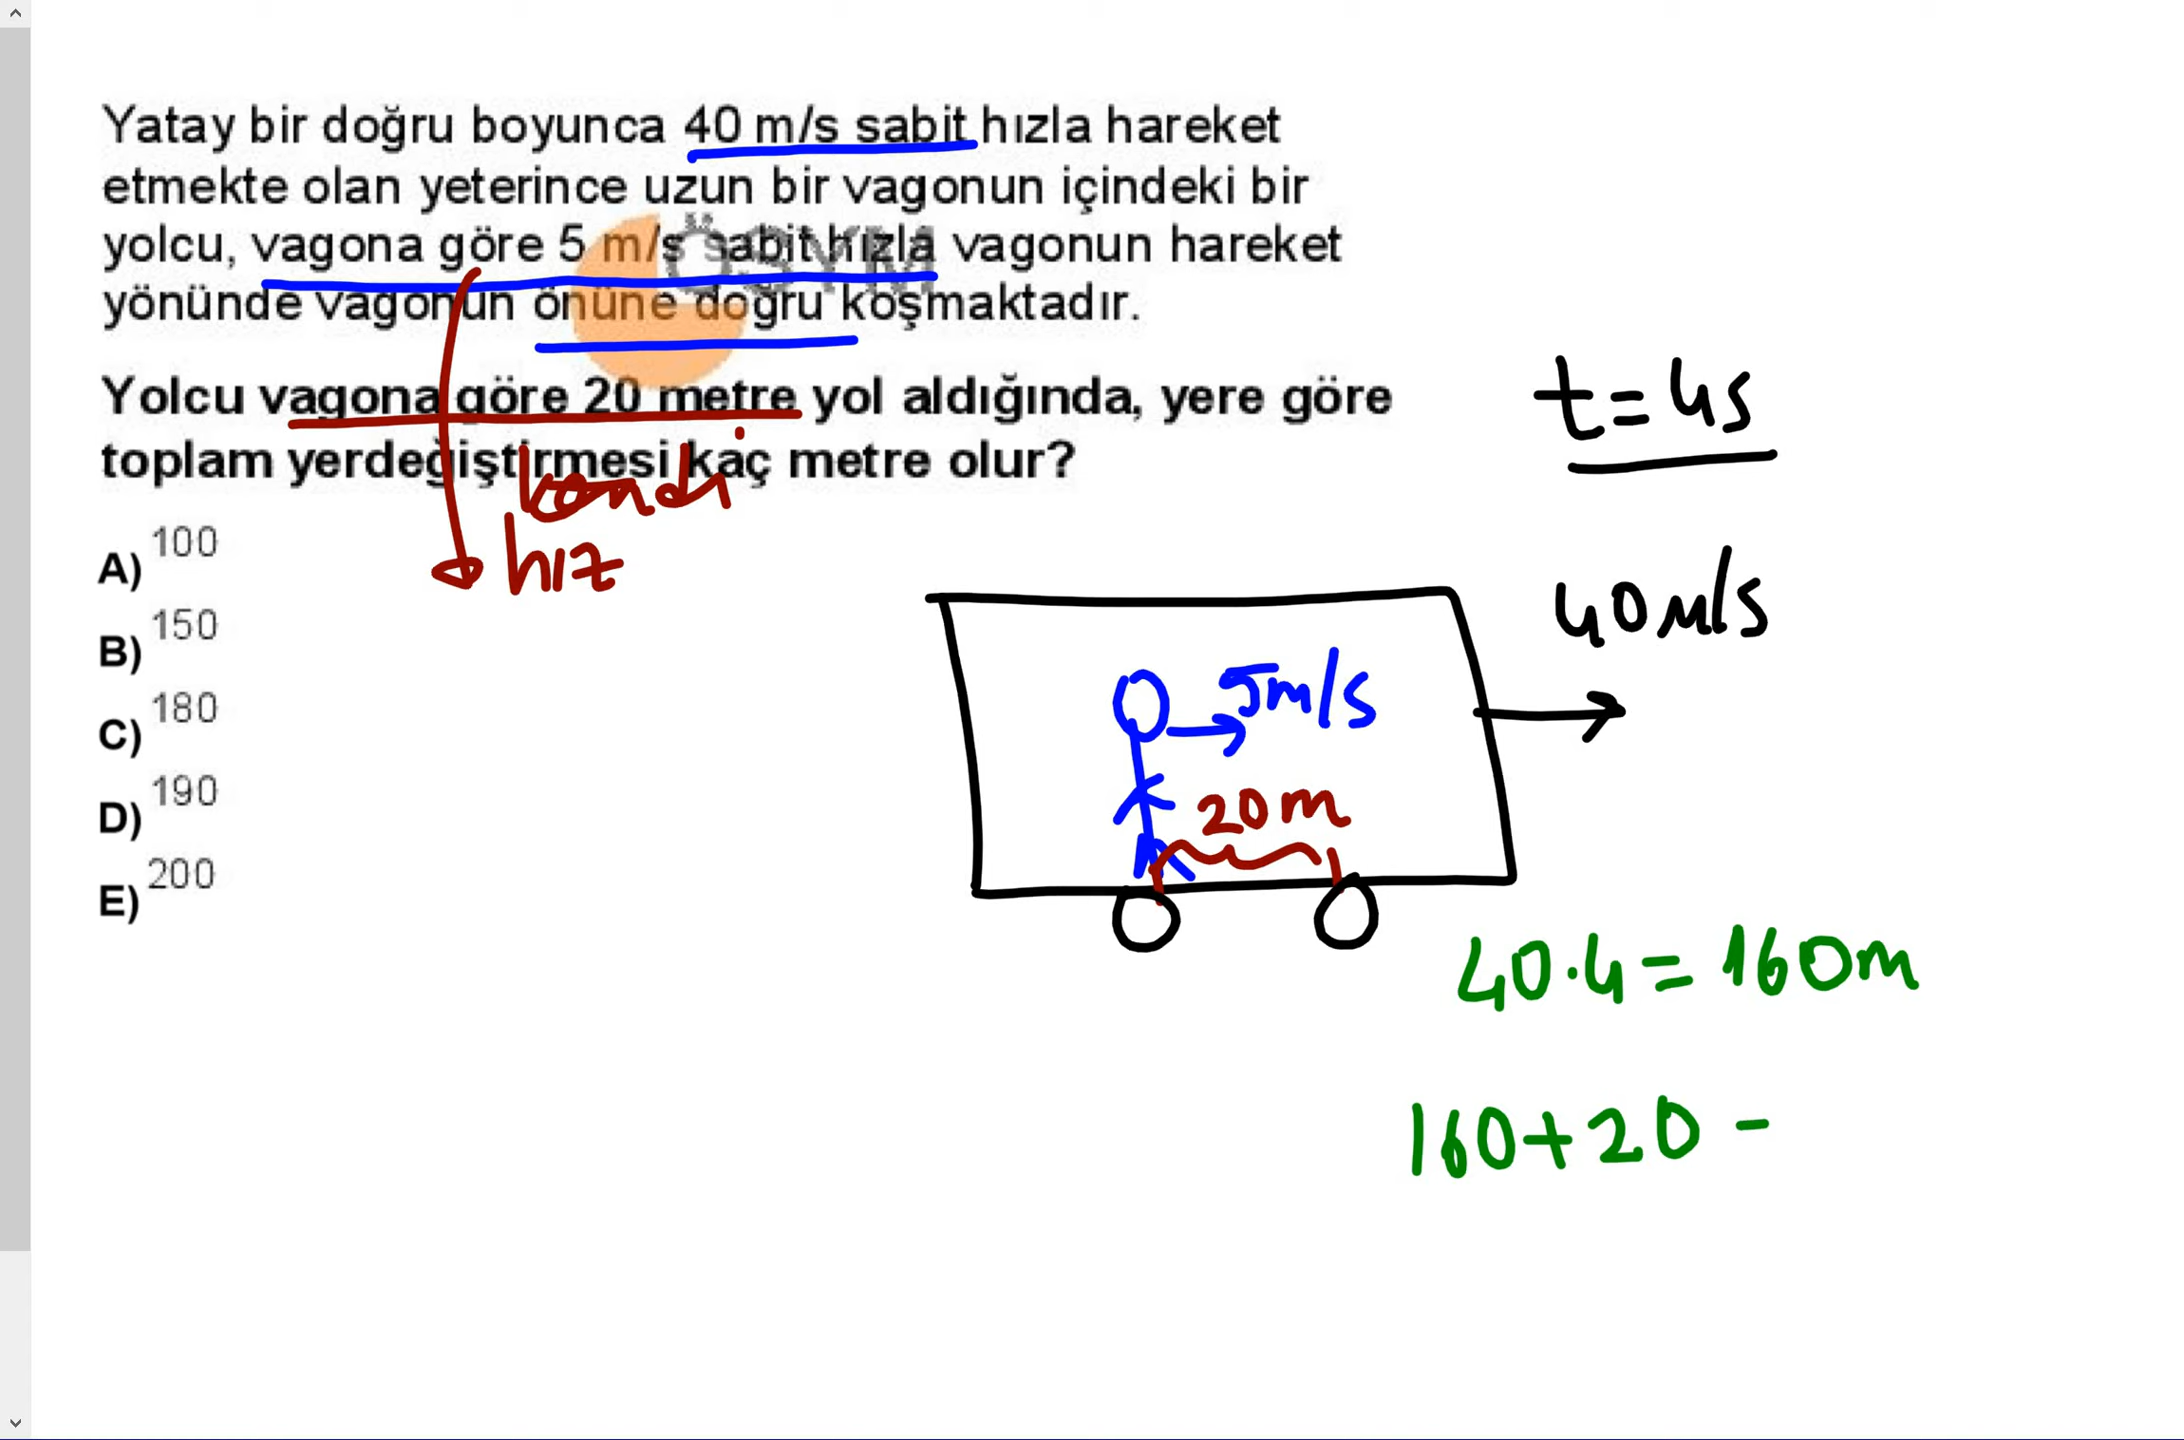 Yatay bir doğru boyunca 40 m/s sabit hızla hareket
etmekte olan yeterince uzun bir vagonun içindeki bir
yolcu, vagona göre 5 m/s sabit hızla vagonun hareket
yönünde vagonun önüne doğru koşmaktadır.
ÖSYM
Yolcu vagona göre 20 metre yol aldığında, yere göre
toplam yerdeğiştirmesi kaç metre olur?
kendi
hız
t=4s
A) 100
B) 150
C) 180
D) 190
E) 200
40m/s
5m/s
20m
40.4=160m
160+20-